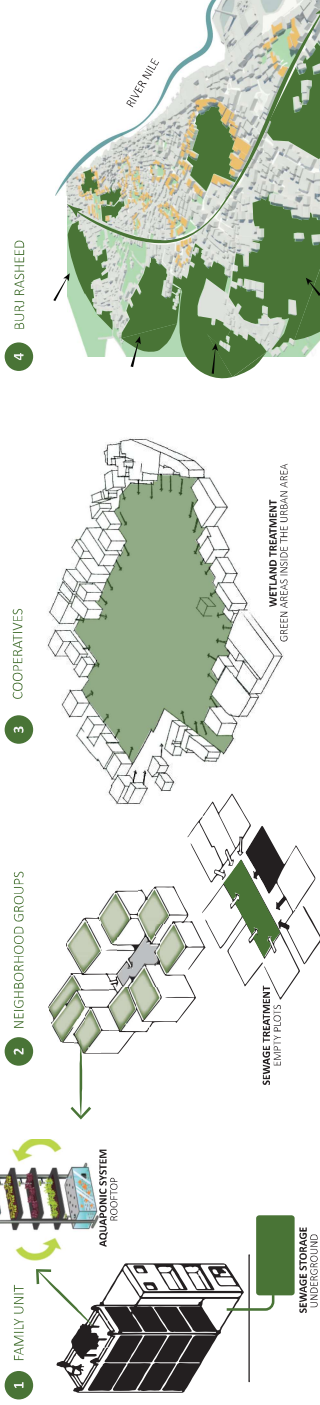 1 FAMILY UNIT
AQUAPONIC SYSTEM
ROOFTOP
SEWAGE STORAGE
UNDERGROUND
2 NEIGHBORHOOD GROUPS
SEWAGE TREATMENT
EMPTY PLOTS
3 COOPERATIVES
WETLAND TREATMENT
GREEN AREAS INSIDE THE URBAN AREA
4 BURJ RASHEED
RIVER NILE